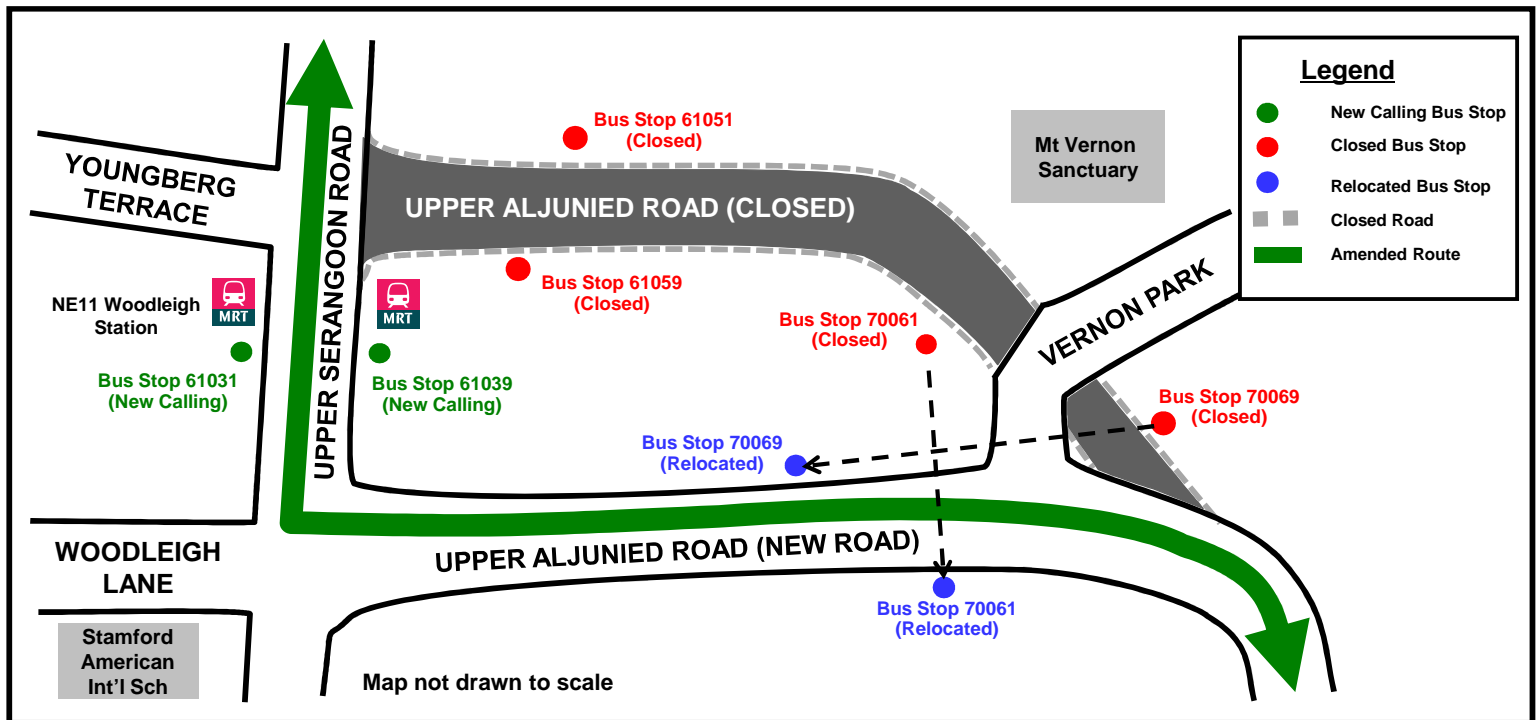 Legend
New Calling Bus Stop
Closed Bus Stop
Relocated Bus Stop
Closed Road
Amended Route
Bus Stop 61051
(Closed)
Mt Vernon
Sanctuary
YOUNGBERG
TERRACE
UPPER SERANGOON ROAD
UPPER ALJUNIED ROAD (CLOSED)
Bus Stop 61059
(Closed)
VERNON PARK
NE11 Woodleigh
Station
MRT
MRT
Bus Stop 70061
(Closed)
Bus Stop 61031
(New Calling)
Bus Stop 61039
(New Calling)
Bus Stop 70069
(Closed)
Bus Stop 70069
(Relocated)
WOODLEIGH
LANE
UPPER ALJUNIED ROAD (NEW ROAD)
Bus Stop 70061
(Relocated)
Stamford
American
Int'l Sch
Map not drawn to scale